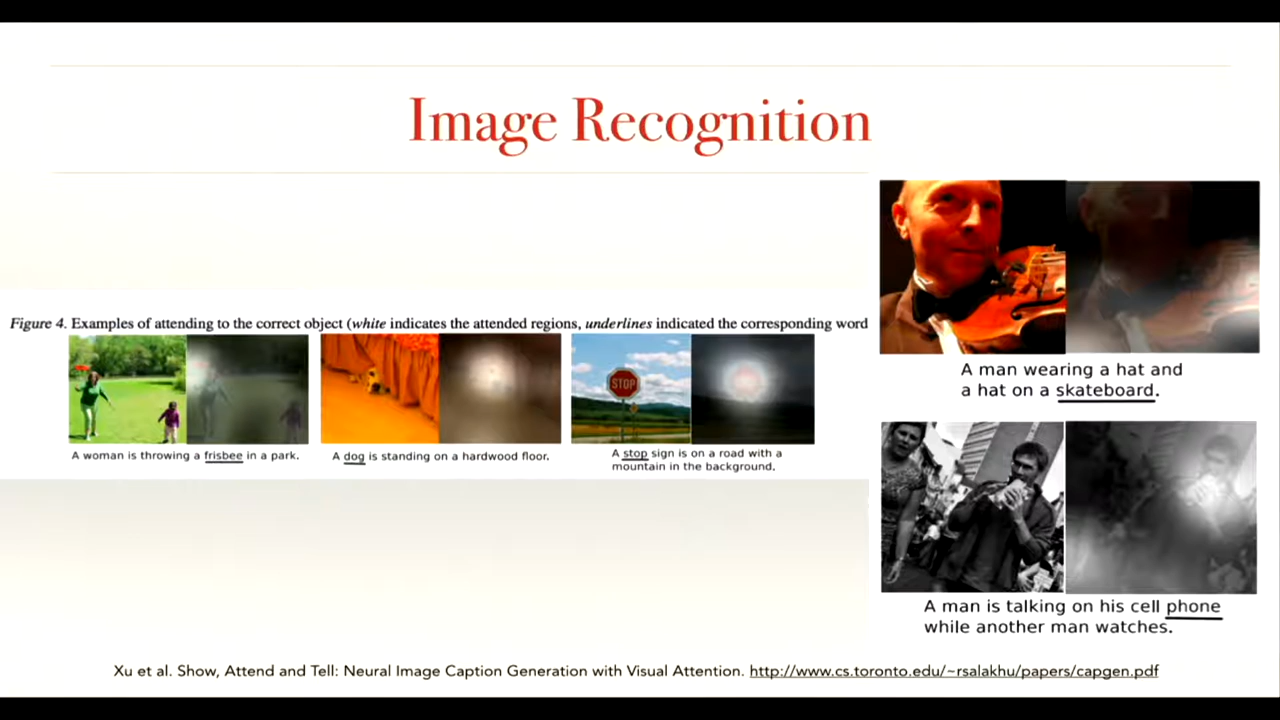 Image Recognition
Figure 4. Examples of attending to the correct object (white indicates the attended regions, underlines indicated the corresponding word
A woman is throwing a frisbee in a park.
A dog is standing on a hardwood floor.
STOP
A stop sign is on a road with a
mountain in the background.
A man wearing a hat and
a hat on a skateboard.
A man is talking on his cell phone
while another man watches.
Xu et al. Show, Attend and Tell: Neural Image Caption Generation with Visual Attention. http://www.cs.toronto.edu/~rsalakhu/papers/capgen.pdf